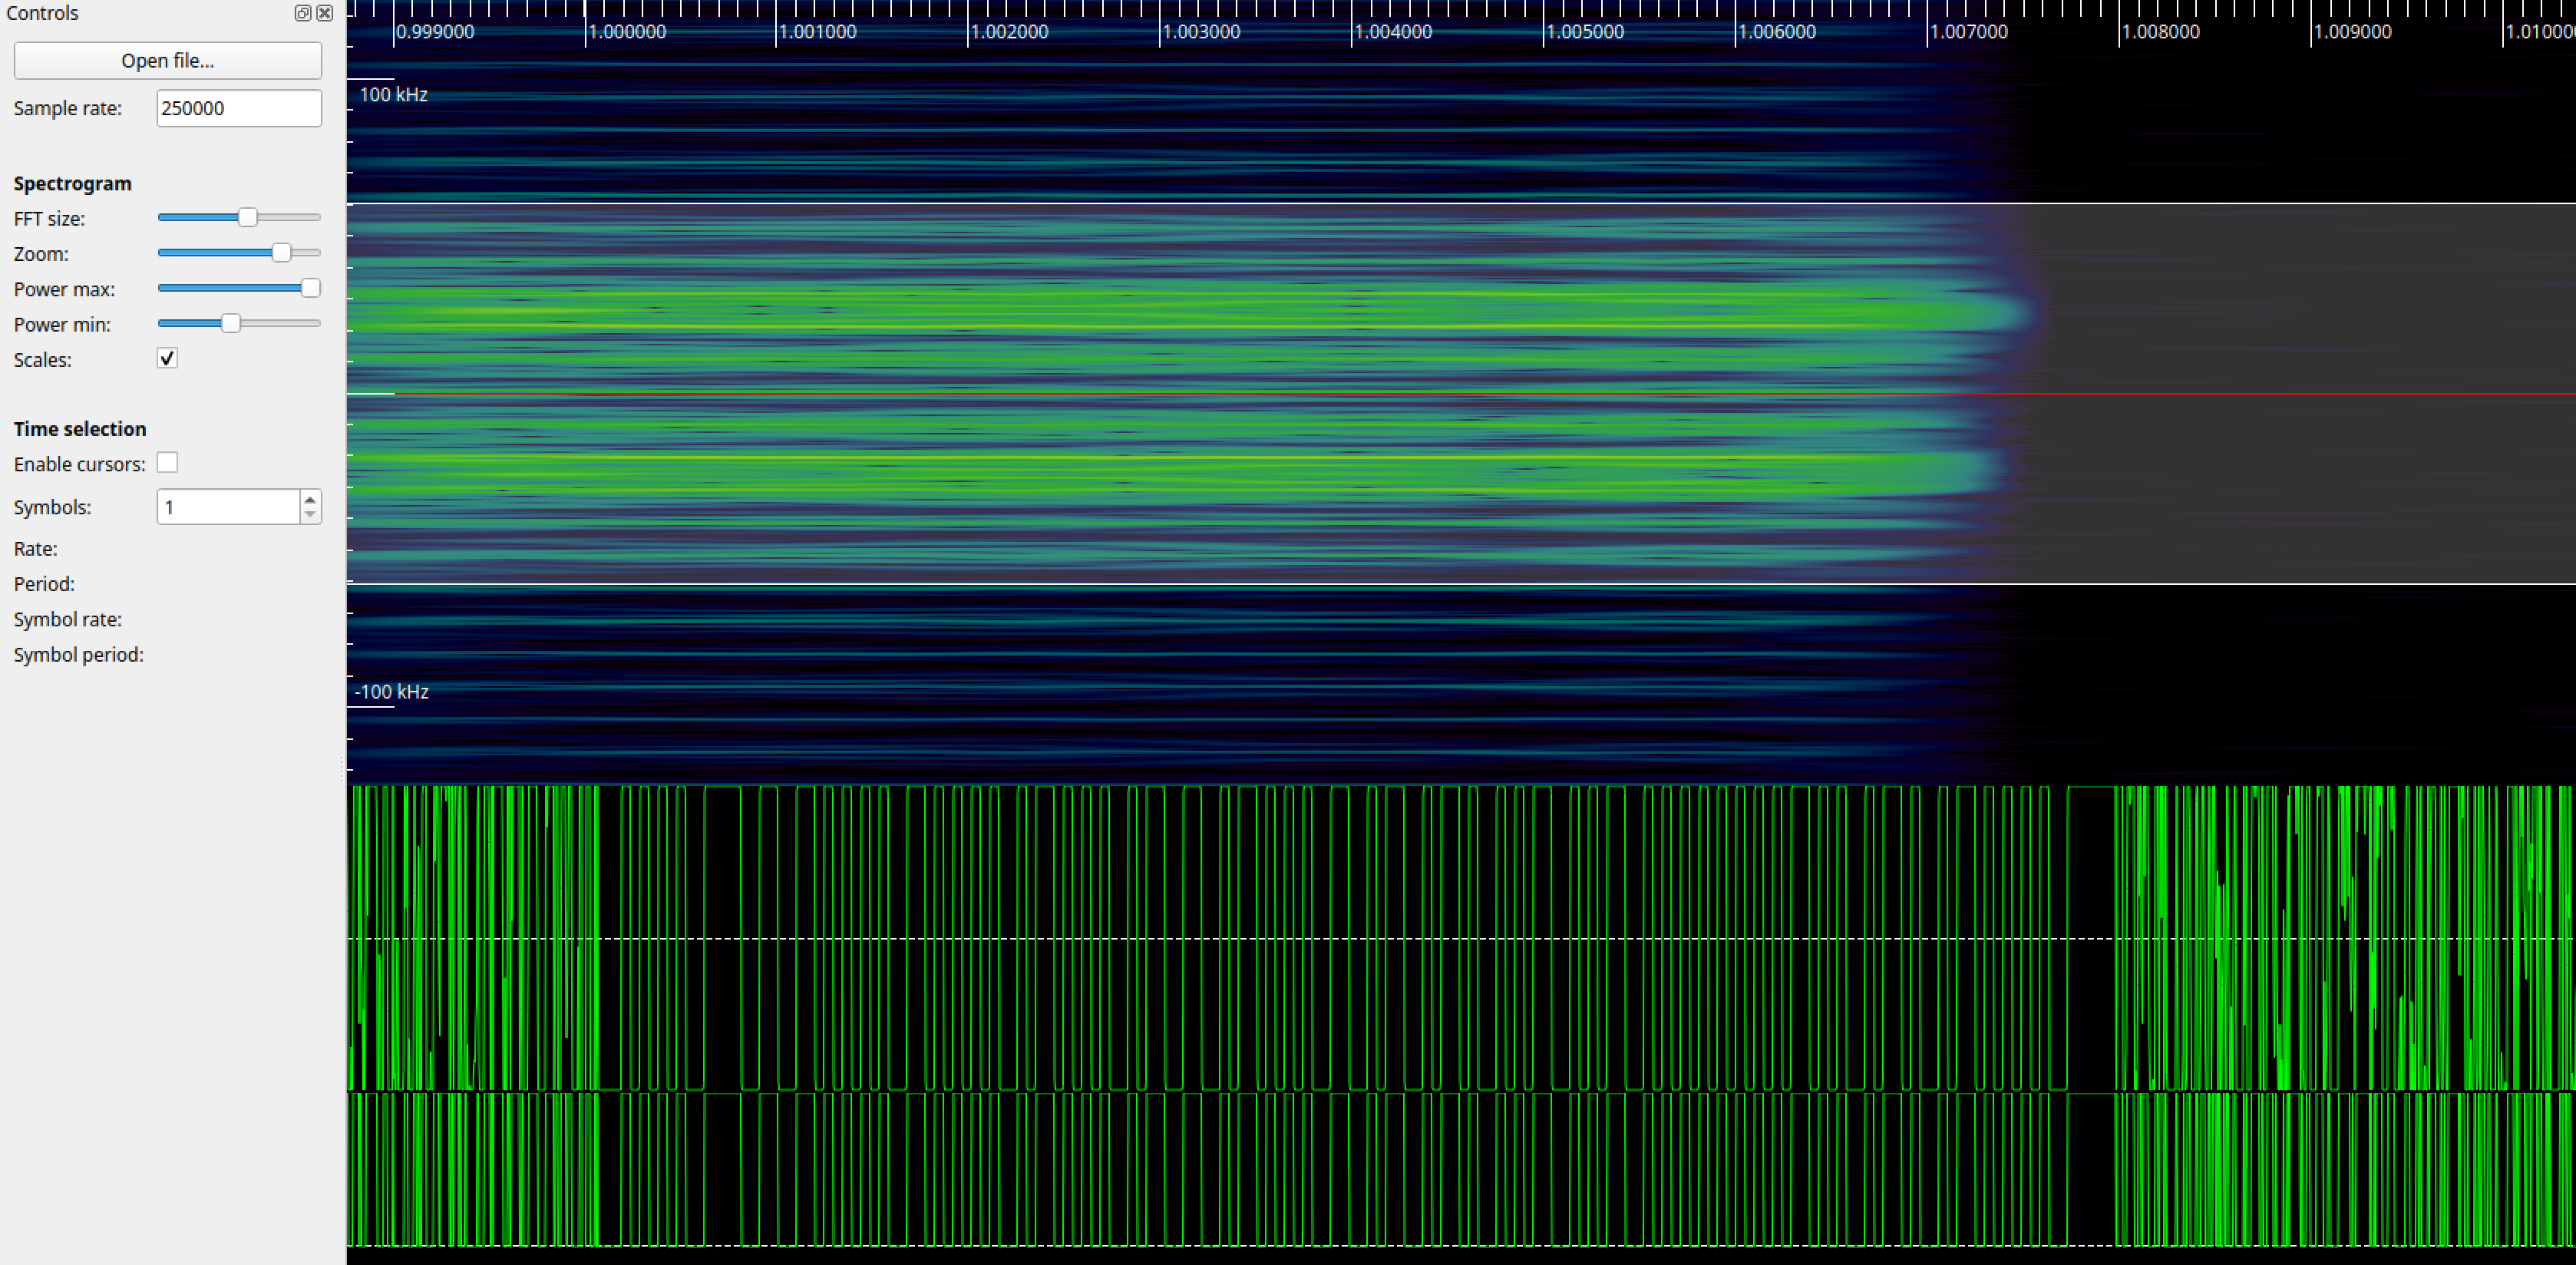 Controls
Open file...
Sample rate: 250000
Spectrogram
FFT size:
Zoom:
Power max:
Power min:
Scales:
Time selection
Enable cursors:
Symbols: 1
Rate:
Period:
Symbol rate:
Symbol period:
0.999000 1.000000 1.001000 1.002000 1.003000 1.004000 1.005000 1.006000 1.007000 1.008000 1.009000 1.01000
100 kHz
-100 kHz